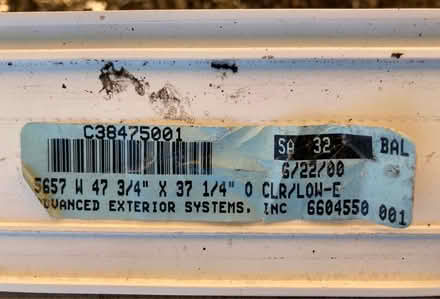 C38475001
SA 32 BAL
6/22/00
5657 W 47 3/4" X 37 1/4" O CLR/LOW-E
ADVANCED EXTERIOR SYSTEMS, INC 6604550 001